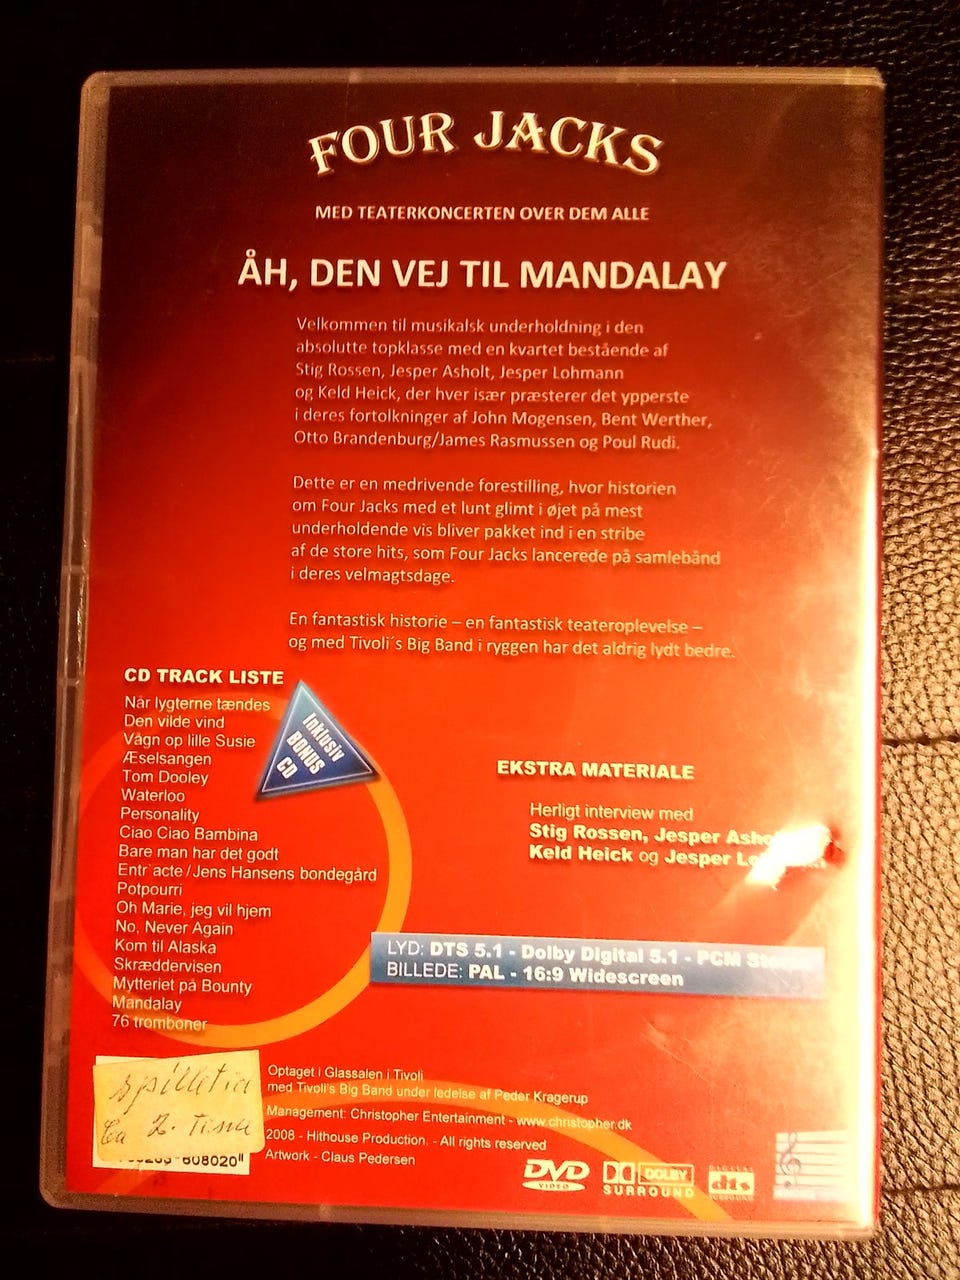 FOUR JACKS
MED TEATERKONCERTEN OVER DEM ALLE
ÅH, DEN VEJ TIL MANDALAY
Velkommen til musikalsk underholdning i den
absolutte topklasse med en kvartet bestående af
Stig Rossen, Jesper Asholt, Jesper Lohmann
og Keld Heick, der hver især præsterer det ypperste
i deres fortolkninger af John Mogensen, Bent Werther,
Otto Brandenburg/James Rasmussen og Poul Rudi.
Dette er en medrivende forestilling, hvor historien
om Four Jacks med et lunt glimt i øjet på mest
underholdende vis bliver pakket ind i en stribe
af de store hits, som Four Jacks lancerede på samlebånd
i deres velmagtsdage.
En fantastisk historie – en fantastisk teateroplevelse –
og med Tivoli´s Big Band i ryggen har det aldrig lydt bedre.
CD TRACK LISTE
Når lygterne tændes
Den vilde vind
Vågn op lille Susie
Æselsangen
Tom Dooley
Waterloo
Personality
Ciao Ciao Bambina
Bare man har det godt
Entr`acte / Jens Hansens bondegård
Potpourri
Oh Marie, jeg vil hjem
No, Never Again
Kom til Alaska
Skræddervisen
Mytteriet på Bounty
Mandalay
76 tromboner
Inklusiv
BONUS
CD
EKSTRA MATERIALE
Herligt interview med
Stig Rossen, Jesper
Keld Heick og Jesper
LYD: DTS 5.1 - Dolby Digital 5.1 - PCM
BILLEDE: PAL - 16:9 Widescreen
spilletid
Ca 2. Time
608020
Optaget i Glassalen i Tivoli
med Tivoli's Big Band under ledelse af Peder Kragerup
Management: Christopher Entertainment - www.christopher.dk
2008 - Hithouse Production. - All rights reserved
Artwork - Claus Pedersen
DVD
VIDEO
DOLBY
SURROUND
DIGITAL
dts
SURROUND